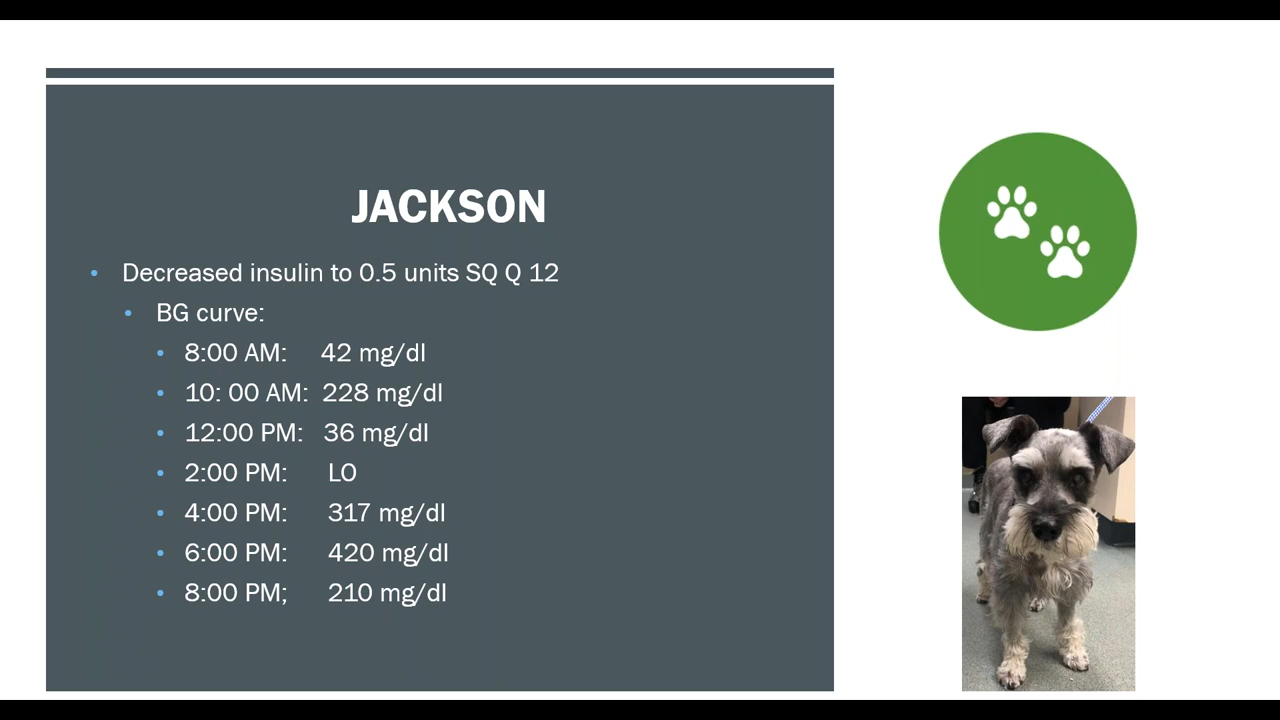 JACKSON
Decreased insulin to 0.5 units SQ Q 12
BG curve:
8:00 AM: 42 mg/dl
10: 00 AM: 228 mg/dl
12:00 PM: 36 mg/dl
2:00 PM: LO
4:00 PM: 317 mg/dl
6:00 PM: 420 mg/dl
8:00 PM; 210 mg/dl